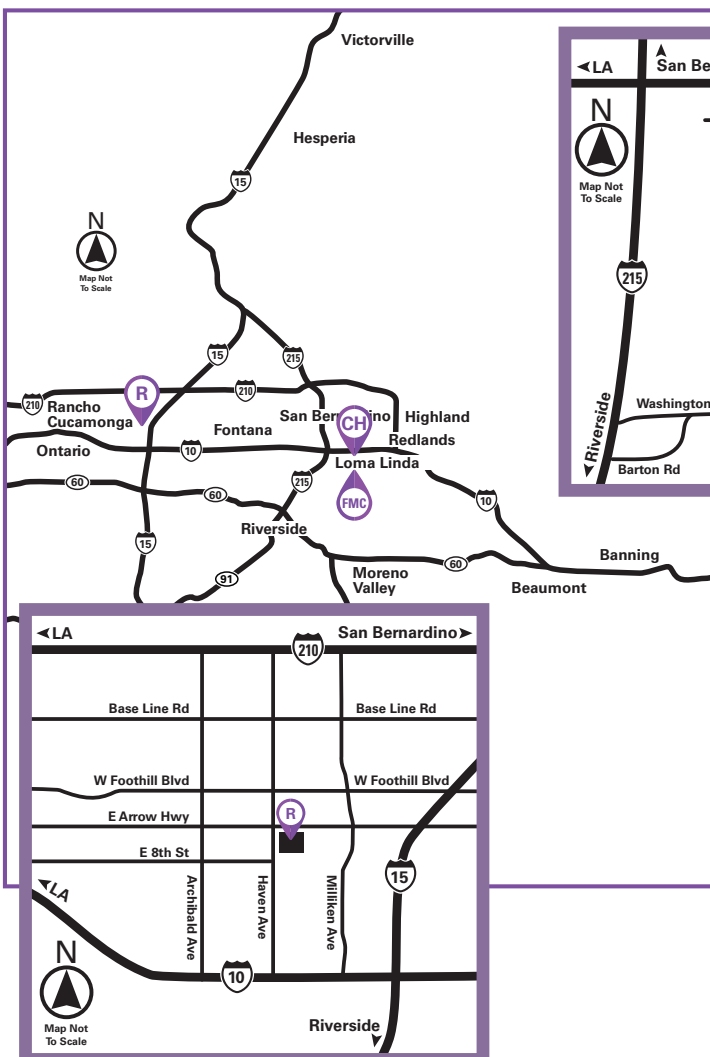 Victorville
Hesperia
15
N
Map Not
To Scale
15
215
210
R
210
Rancho
Cucamonga
Fontana
San Bernardino
CH
Highland
Redlands
Ontario
10
Loma Linda
60
60
215
FMC
10
Riverside
15
91
Moreno
Valley
60
Banning
Beaumont
LA
San Be
N
Map Not
To Scale
215
Riverside
Washington
Barton Rd
LA
San Bernardino
210
Base Line Rd
Base Line Rd
W Foothill Blvd
W Foothill Blvd
E Arrow Hwy
R
E 8th St
15
LA
Archibald Ave
Haven Ave
Milliken Ave
N
Map Not
To Scale
10
Riverside